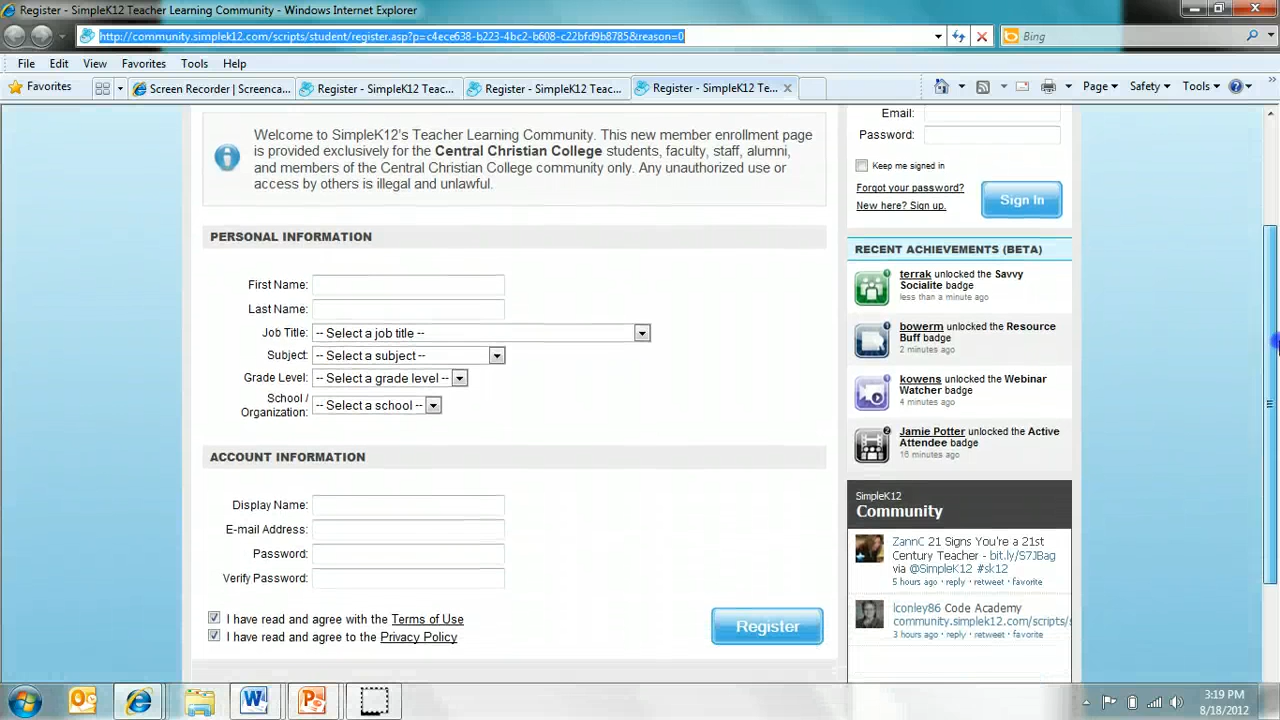 Register - SimpleK12 Teacher Learning Community - Windows Internet Explorer
http://community.simplek12.com/scripts/student/register.asp?p=c4ece638-b223-4bc2-b608-c22bfd9b8785&reason=0
Bing
File Edit View Favorites Tools Help
Favorites
Screen Recorder | Screenca...
Register - SimpleK12 Teac...
Register - SimpleK12 Teac...
Register - SimpleK12 Te...
Page
Safety
Tools
Welcome to SimpleK12's Teacher Learning Community. This new member enrollment page
is provided exclusively for the Central Christian College students, faculty, staff, alumni,
and members of the Central Christian College community only. Any unauthorized use or
access by others is illegal and unlawful.
PERSONAL INFORMATION
First Name:
Last Name:
Job Title: -- Select a job title --
Subject: -- Select a subject --
Grade Level: -- Select a grade level --
School /
Organization: -- Select a school --
ACCOUNT INFORMATION
Display Name:
E-mail Address:
Password:
Verify Password:
I have read and agree with the Terms of Use
I have read and agree to the Privacy Policy
Register
Email:
Password:
Keep me signed in
Forgot your password?
New here? Sign up.
Sign In
RECENT ACHIEVEMENTS (BETA)
terrak unlocked the Savvy
Socialite badge
less than a minute ago
bowerm unlocked the Resource
Buff badge
2 minutes ago
kowens unlocked the Webinar
Watcher badge
4 minutes ago
Jamie Potter unlocked the Active
Attendee badge
16 minutes ago
SimpleK12
Community
ZannC 21 Signs You're a 21st
Century Teacher - bit.ly/S7JBag
via @SimpleK12 #sk12
5 hours ago · reply · retweet · favorite
lconley86 Code Academy
community.simplek12.com/scripts/s
3 hours ago · reply · retweet · favorite
3:19 PM
8/18/2012